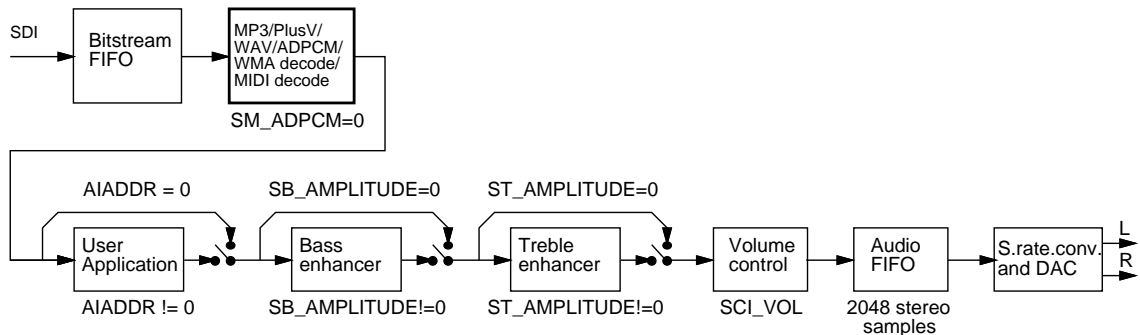 SDI
Bitstream
FIFO
MP3/PlusV/
WAV/ADPCM/
WMA decode/
MIDI decode
SM_ADPCM=0
AIADDR = 0
SB_AMPLITUDE=0
ST_AMPLITUDE=0
User
Application
Bass
enhancer
Treble
enhancer
Volume
control
Audio
FIFO
S.rate.conv.
and DAC
L
R
AIADDR != 0
SB_AMPLITUDE!=0
ST_AMPLITUDE!=0
SCI_VOL
2048 stereo
samples